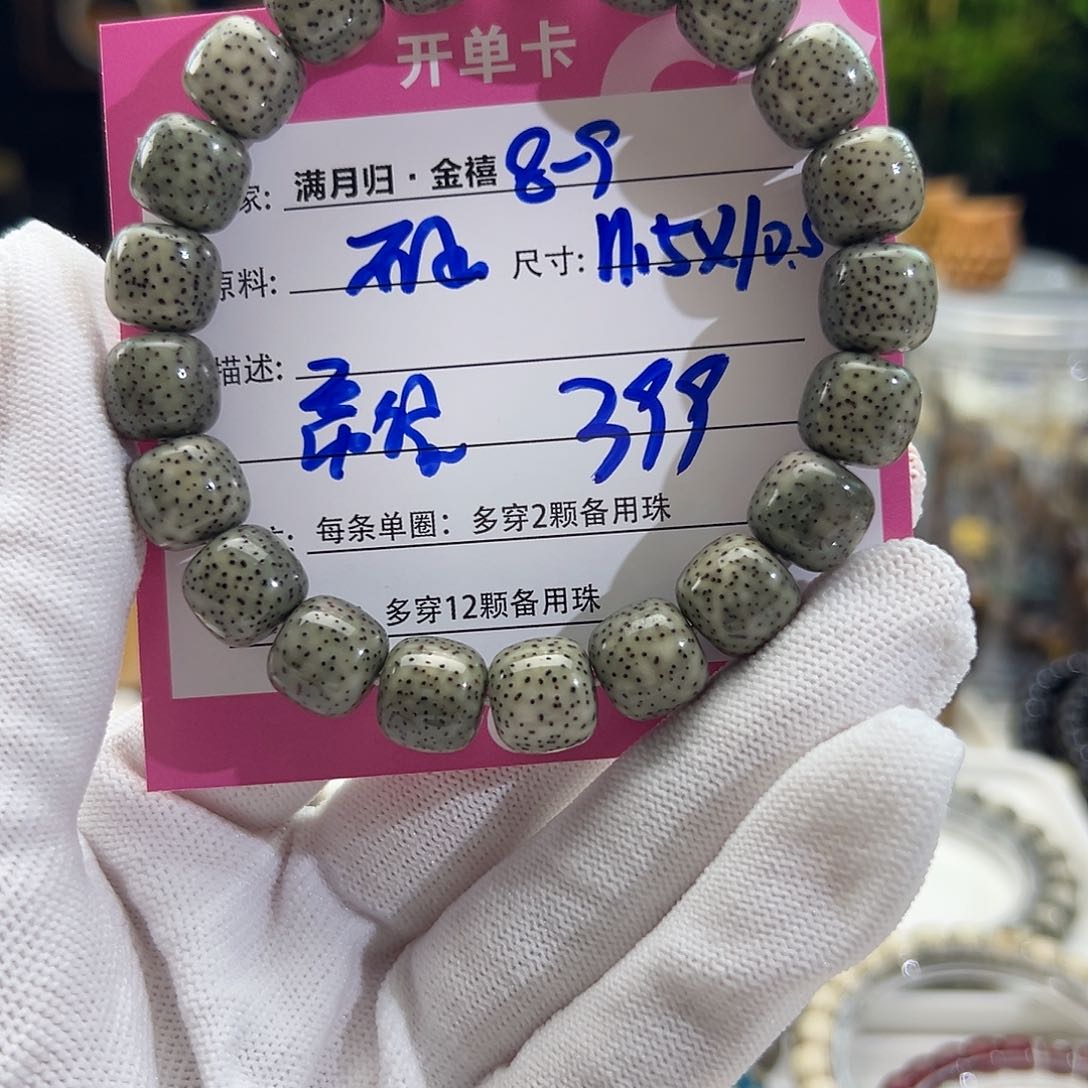 开单卡
家: 满月归·金禧 8-9
原料: 尺寸: 11.5X10.5
描述:
399
每条单圈：多穿2颗备用珠
多穿12颗备用珠